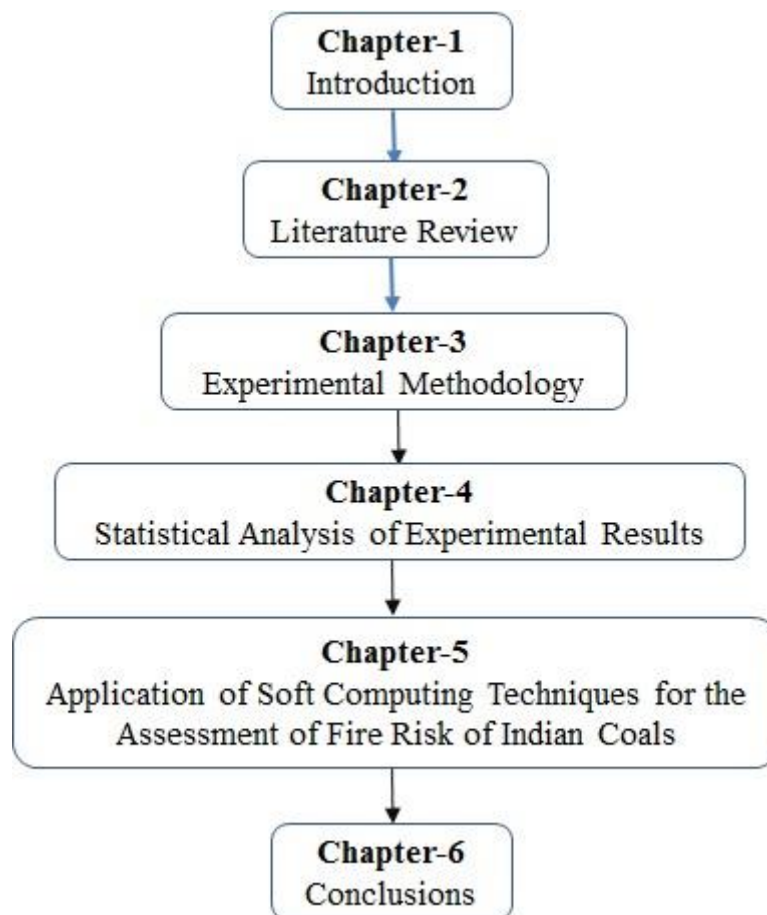 Chapter-1
Introduction
Chapter-2
Literature Review
Chapter-3
Experimental Methodology
Chapter-4
Statistical Analysis of Experimental Results
Chapter-5
Application of Soft Computing Techniques for the
Assessment of Fire Risk of Indian Coals
Chapter-6
Conclusions